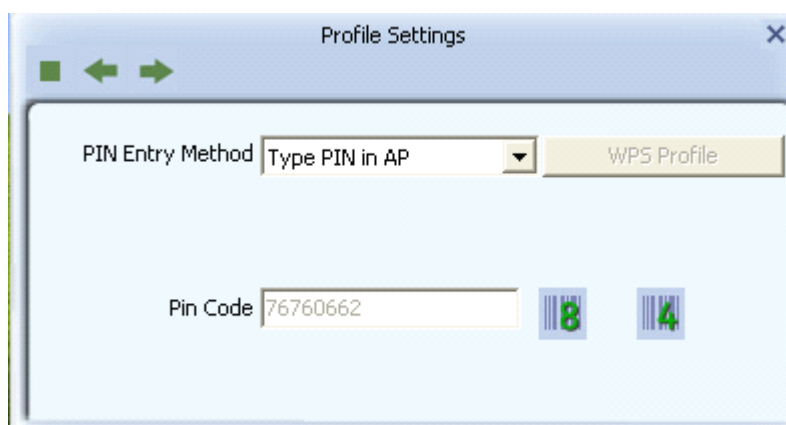 Profile Settings
PIN Entry Method Type PIN in AP WPS Profile
Pin Code 76760662 8 4